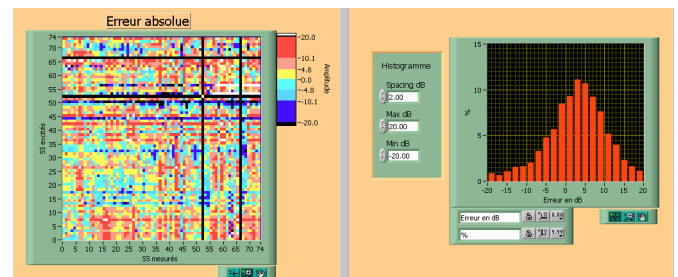 Erreur absolue
74
70
65
60
55
50
45
40
35
30
25
20
15
10
5
0
SS excités
0 5 10 15 20 25 30 35 40 45 50 55 60 65 70 74
SS mesurés
20.0
10.1
4.8
-0.0
-4.8
-10.1
-20.0
Amplitude
Histogramme
Spacing dB
2.00
Max dB
20.00
Min dB
-20.00
15
10
5
0
%
-20 -15 -10 -5 0 5 10 15 20
Erreur en dB
Erreur en dB
%